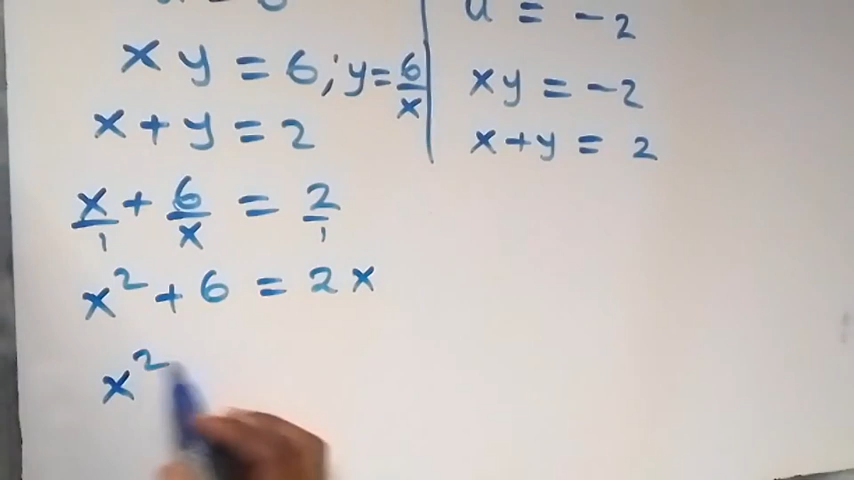 xy = 6; y = 6/x
x + y = 2
x/1 + 6/x = 2/1
x² + 6 = 2x
x²
u = -2
xy = -2
x + y = 2